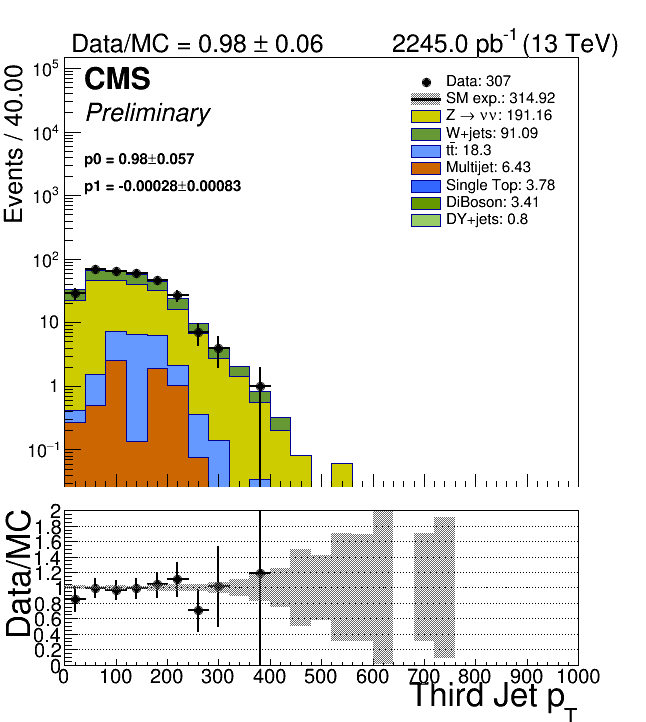 Data/MC = 0.98 ± 0.06 2245.0 pb⁻¹ (13 TeV)
Events / 40.00
10⁵
10⁴
10³
10²
10
1
10⁻¹
CMS
Preliminary
p0 = 0.98±0.057
p1 = -0.00028±0.00083
Data: 307
SM exp.: 314.92
Z → νν: 191.16
W+jets: 91.09
tt̄: 18.3
Multijet: 6.43
Single Top: 3.78
DiBoson: 3.41
DY+jets: 0.8
Data/MC
2
1.8
1.6
1.4
1.2
1.0
0.8
0.6
0.4
0.2
0
0 100 200 300 400 500 600 700 800 900 1000
Third Jet p_T